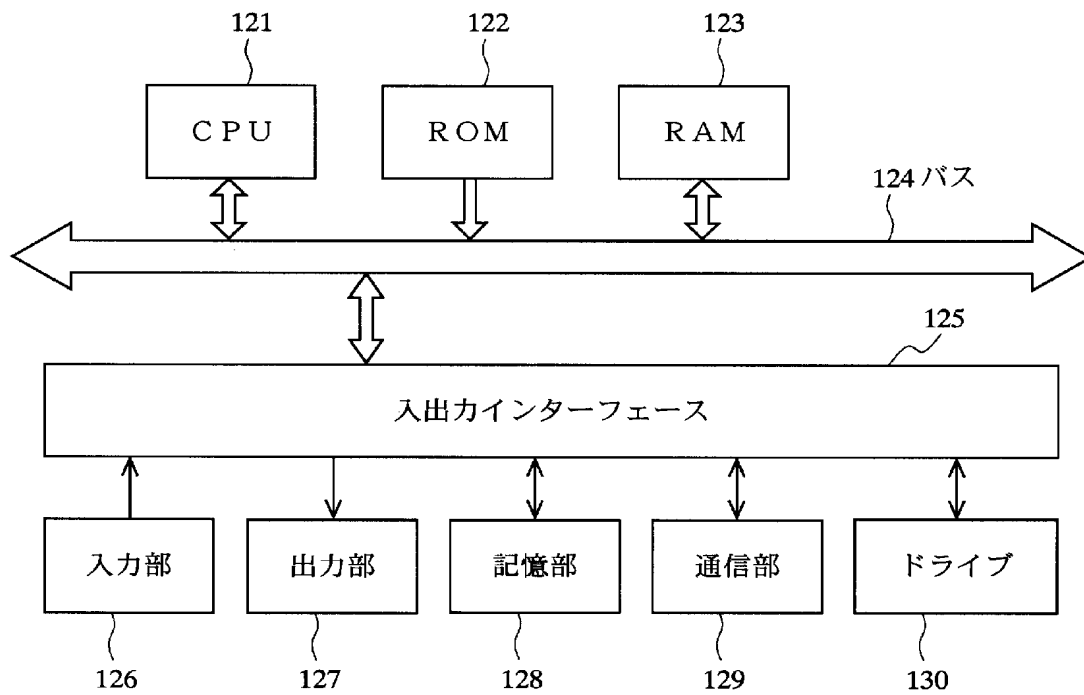 121
122
123
ＣＰＵ
ＲＯＭ
ＲＡＭ
124 バス
125
入出力インターフェース
入力部
出力部
記憶部
通信部
ドライブ
126
127
128
129
130